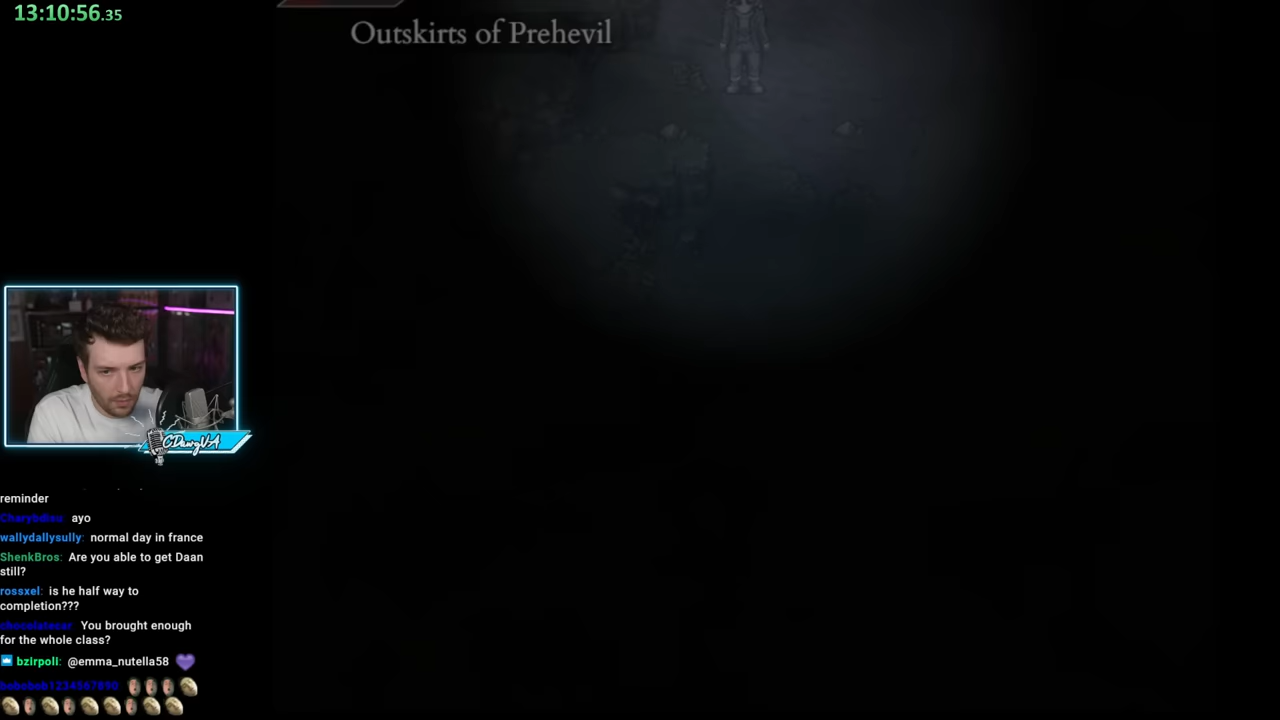 13:10:56.35
Outskirts of Prehevil
CDawgVA
reminder
Charybdieu: ayo
wallydallysully: normal day in france
ShenkBros: Are you able to get Daan
still?
rossxel: is he half way to
completion???
You brought enough
for the whole class?
bzirpoll: @emma_nutella58